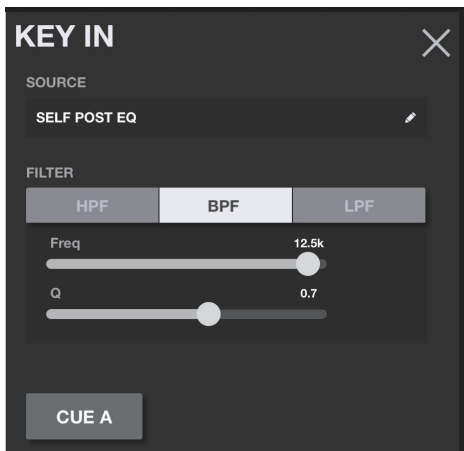 KEY IN
SOURCE
SELF POST EQ
FILTER
HPF BPF LPF
Freq 12.5k
Q 0.7
CUE A